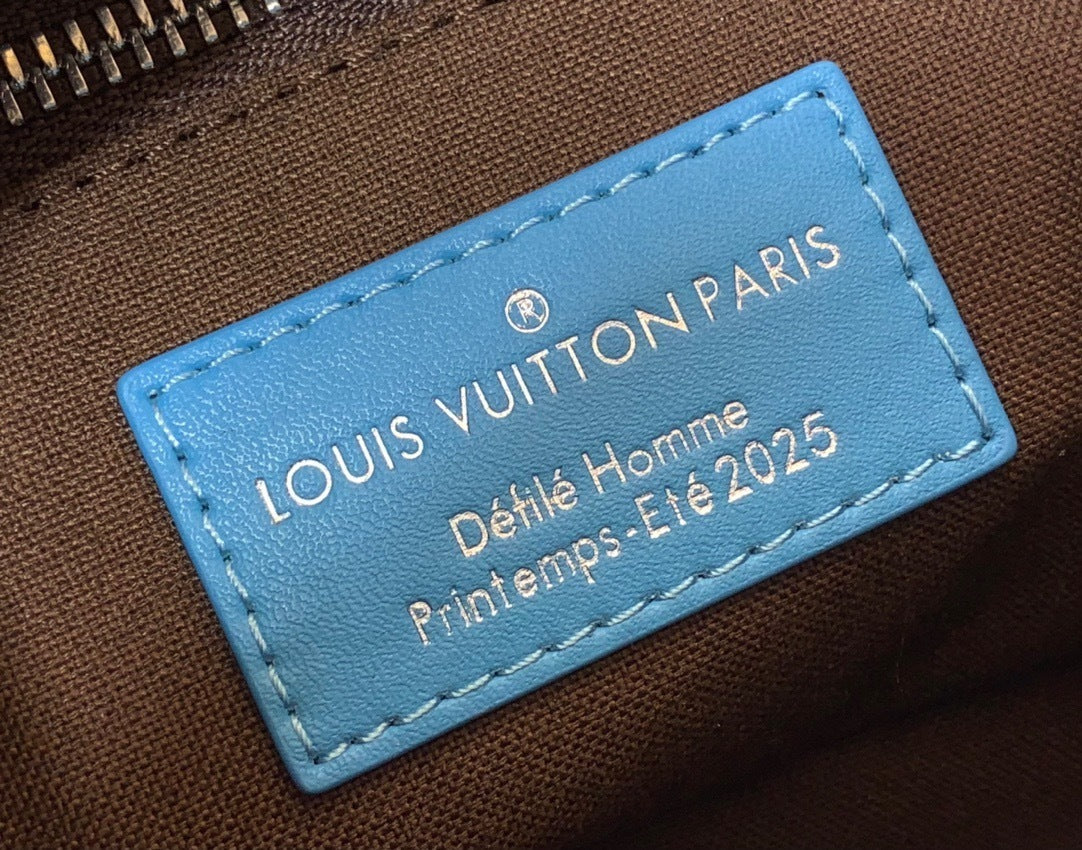 ®
LOUIS VUITTON PARIS
Défilé Homme
Printemps-Eté 2025